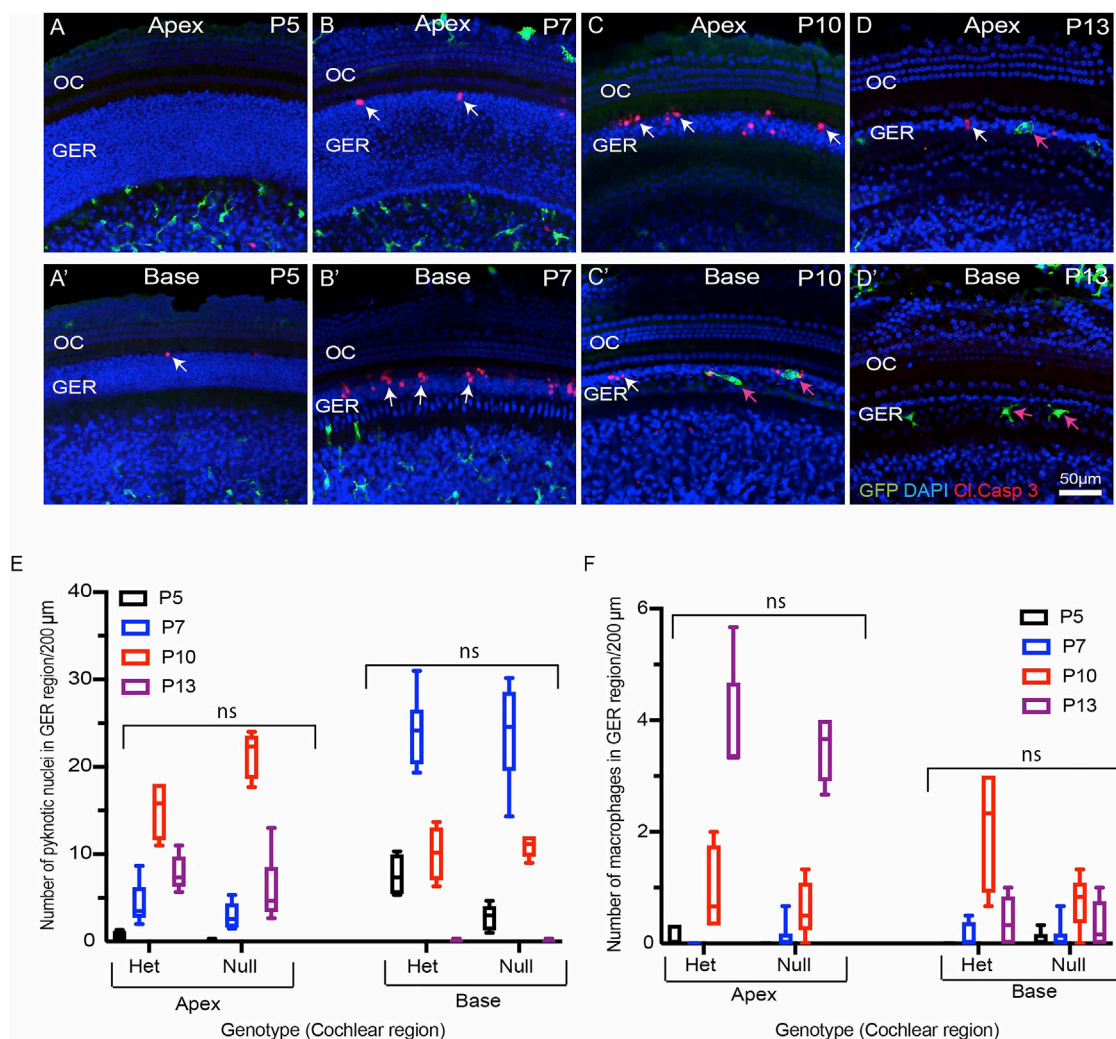 A Apex P5
OC
GER
B Apex P7
OC
GER
C Apex P10
OC
GER
D Apex P13
OC
GER
A' Base P5
OC
GER
B' Base P7
OC
GER
C' Base P10
OC
GER
D' Base P13
OC
GER
GFP DAPI Cl.Casp 3
50µm
E
Number of pyknotic nuclei in GER region/200 µm
40
30
20
10
0
P5
P7
P10
P13
ns
ns
Het Null Het Null
Apex Base
Genotype (Cochlear region)
F
Number of macrophages in GER region/200 µm
6
4
2
0
ns
P5
P7
P10
P13
ns
Het Null Het Null
Apex Base
Genotype (Cochlear region)